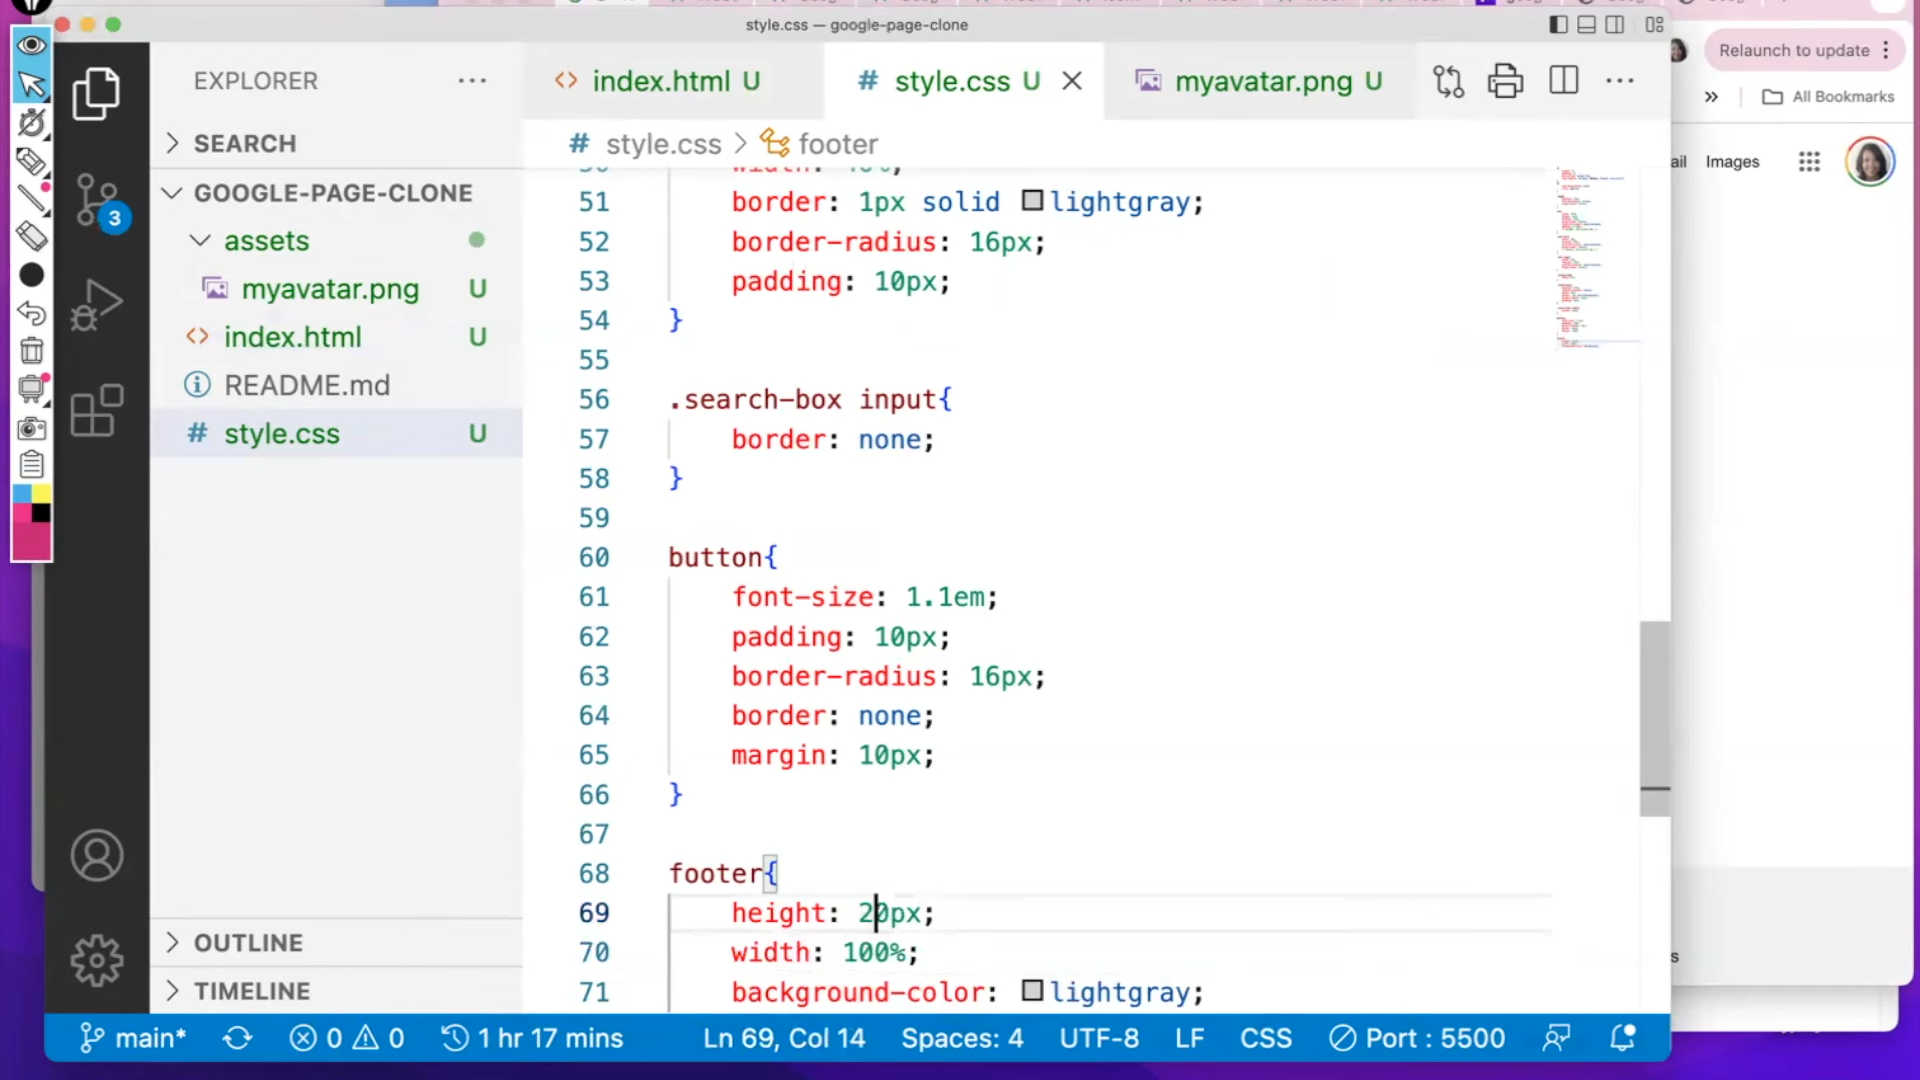 style.css — google-page-clone
Relaunch to update
All Bookmarks
ail Images
EXPLORER
SEARCH
GOOGLE-PAGE-CLONE
assets
myavatar.png U
index.html U
README.md
style.css U
OUTLINE
TIMELINE
index.html U
# style.css U
myavatar.png U
# style.css > footer
51 border: 1px solid lightgray;
52 border-radius: 16px;
53 padding: 10px;
54 }
55
56 .search-box input{
57 border: none;
58 }
59
60 button{
61 font-size: 1.1em;
62 padding: 10px;
63 border-radius: 16px;
64 border: none;
65 margin: 10px;
66 }
67
68 footer{
69 height: 20px;
70 width: 100%;
71 background-color: lightgray;
3
main* 0 0 1 hr 17 mins Ln 69, Col 14 Spaces: 4 UTF-8 LF CSS Port : 5500